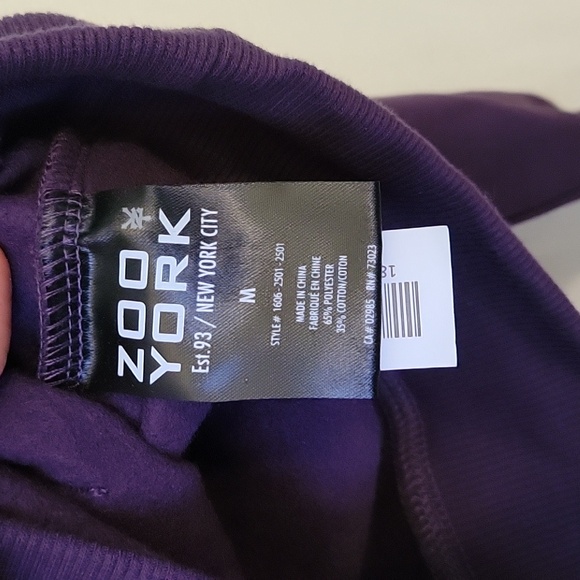 ZOO
YORK
Est.93 / NEW YORK CITY
M
STYLE# 1606-2501-2501
MADE IN CHINA
FABRIQUÉ EN CHINE
65% POLYESTER
35% COTTON/COTON
CA# 02985 RN# 73023
18